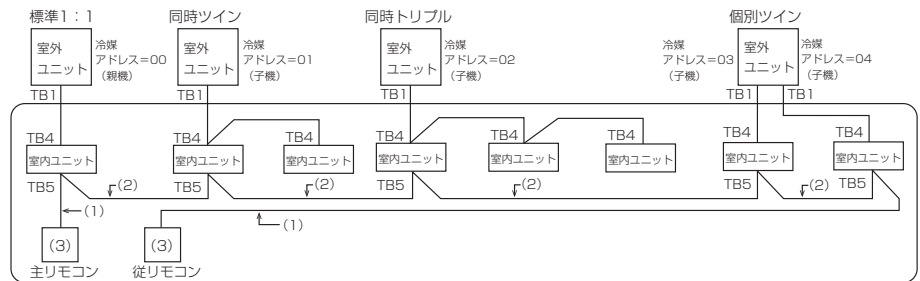 標準1：1
同時ツイン
同時トリプル
個別ツイン
室外
ユニット
冷媒
アドレス=00
（親機）
室外
ユニット
冷媒
アドレス=01
（子機）
室外
ユニット
冷媒
アドレス=02
（子機）
冷媒
アドレス=03
（子機）
室外
ユニット
冷媒
アドレス=04
（子機）
TB1
TB1
TB1
TB1
TB1
TB4
TB4
TB4
TB4
TB4
TB4
室内ユニット
室内ユニット
室内ユニット
室内ユニット
室内ユニット
室内ユニット
室内ユニット
室内ユニット
TB5
TB5
TB5
TB5
TB5
(2)
(2)
(2)
(2)
(1)
(1)
(3)
(3)
主リモコン
従リモコン